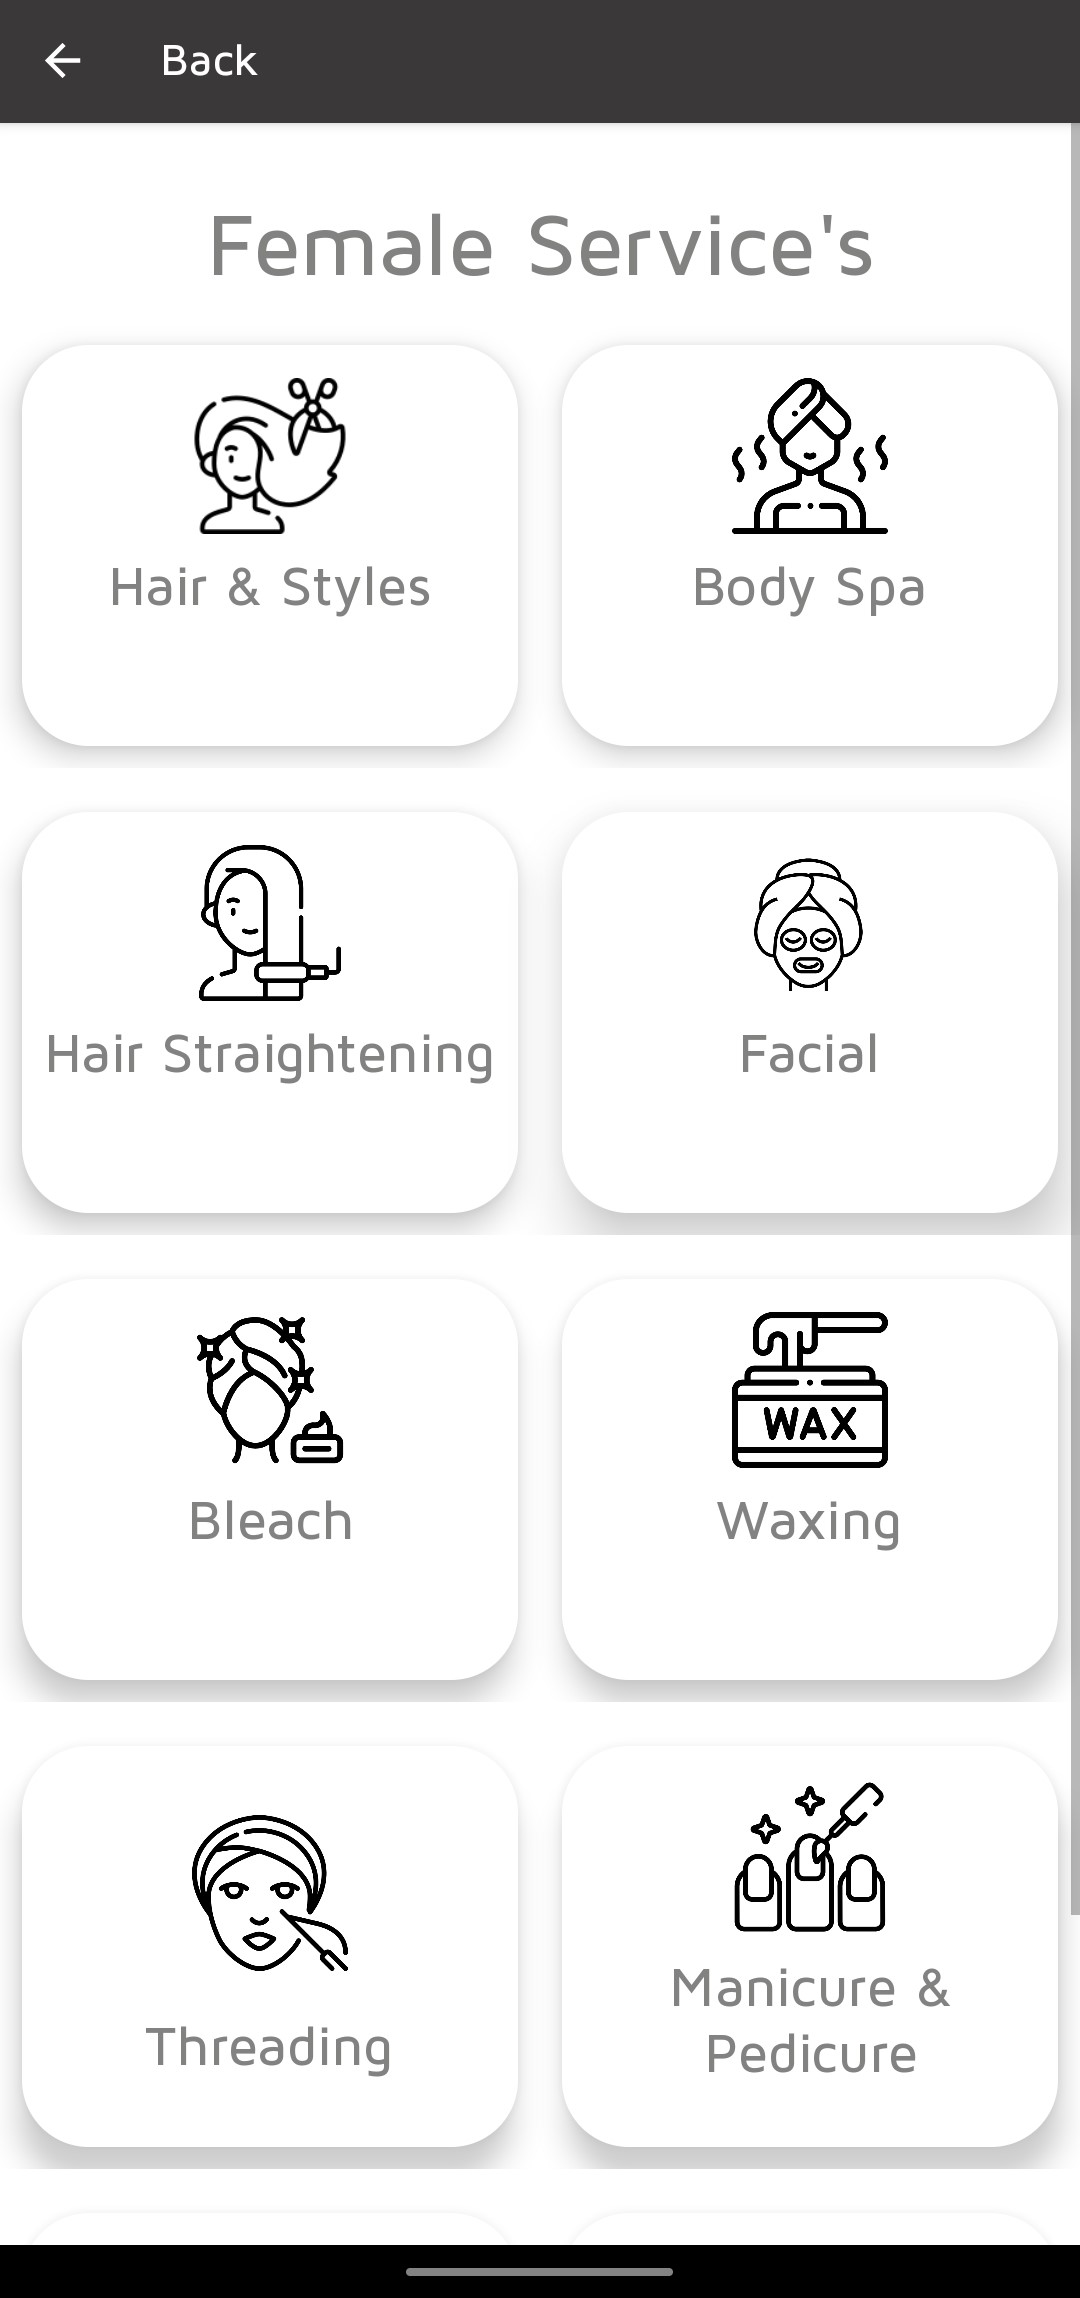 Back
Female Service's
Hair & Styles
Body Spa
Hair Straightening
Facial
Bleach
WAX
Waxing
Threading
Manicure &
Pedicure